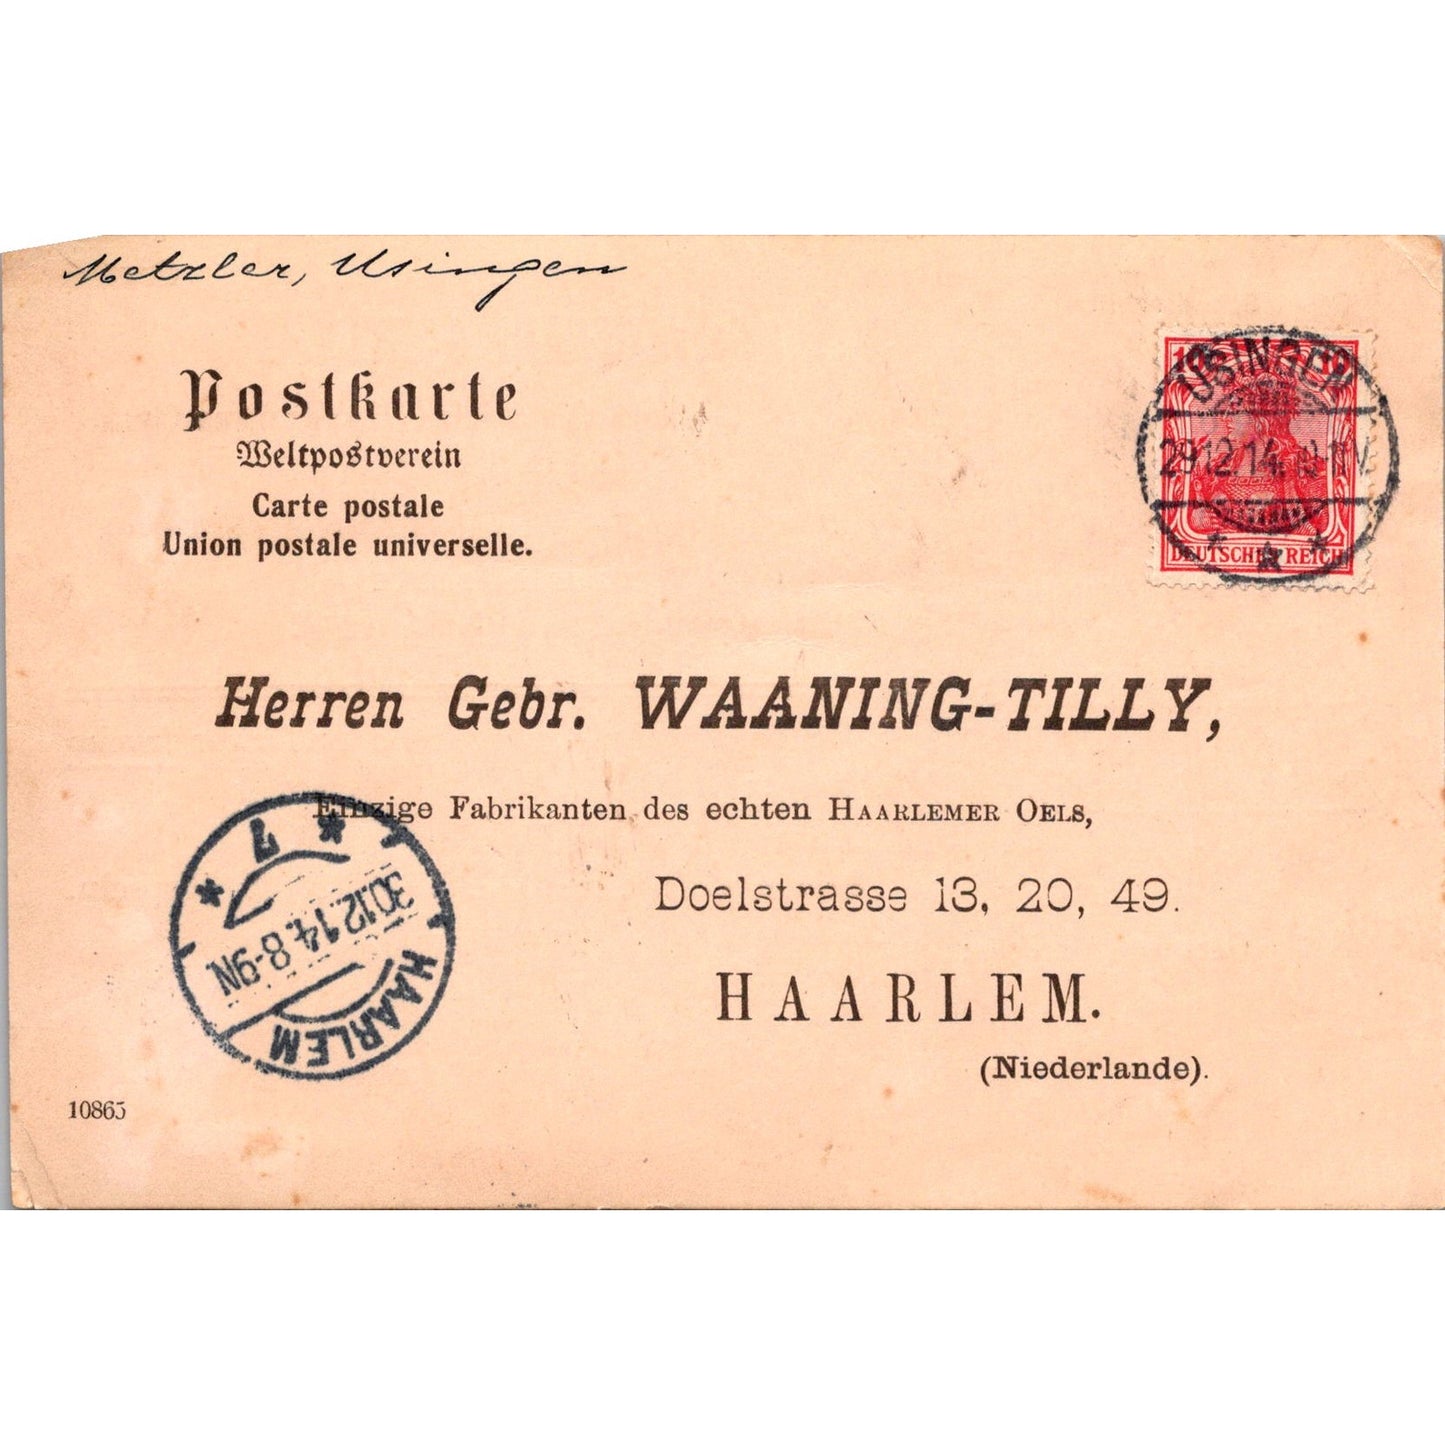 Metzler, Usingen
Postkarte
Weltpostverein
Carte postale
Union postale universelle.
USINGEN
29.12.14.
10 10
DEUTSCHES REICH
Herren Gebr. WAANING-TILLY,
Einzige Fabrikanten des echten HAARLEMER OELS,
Doelstrasse 13, 20, 49.
HAARLEM.
(Niederlande).
* 7 *
30.12.14. 8-9N
HAARLEM
10865